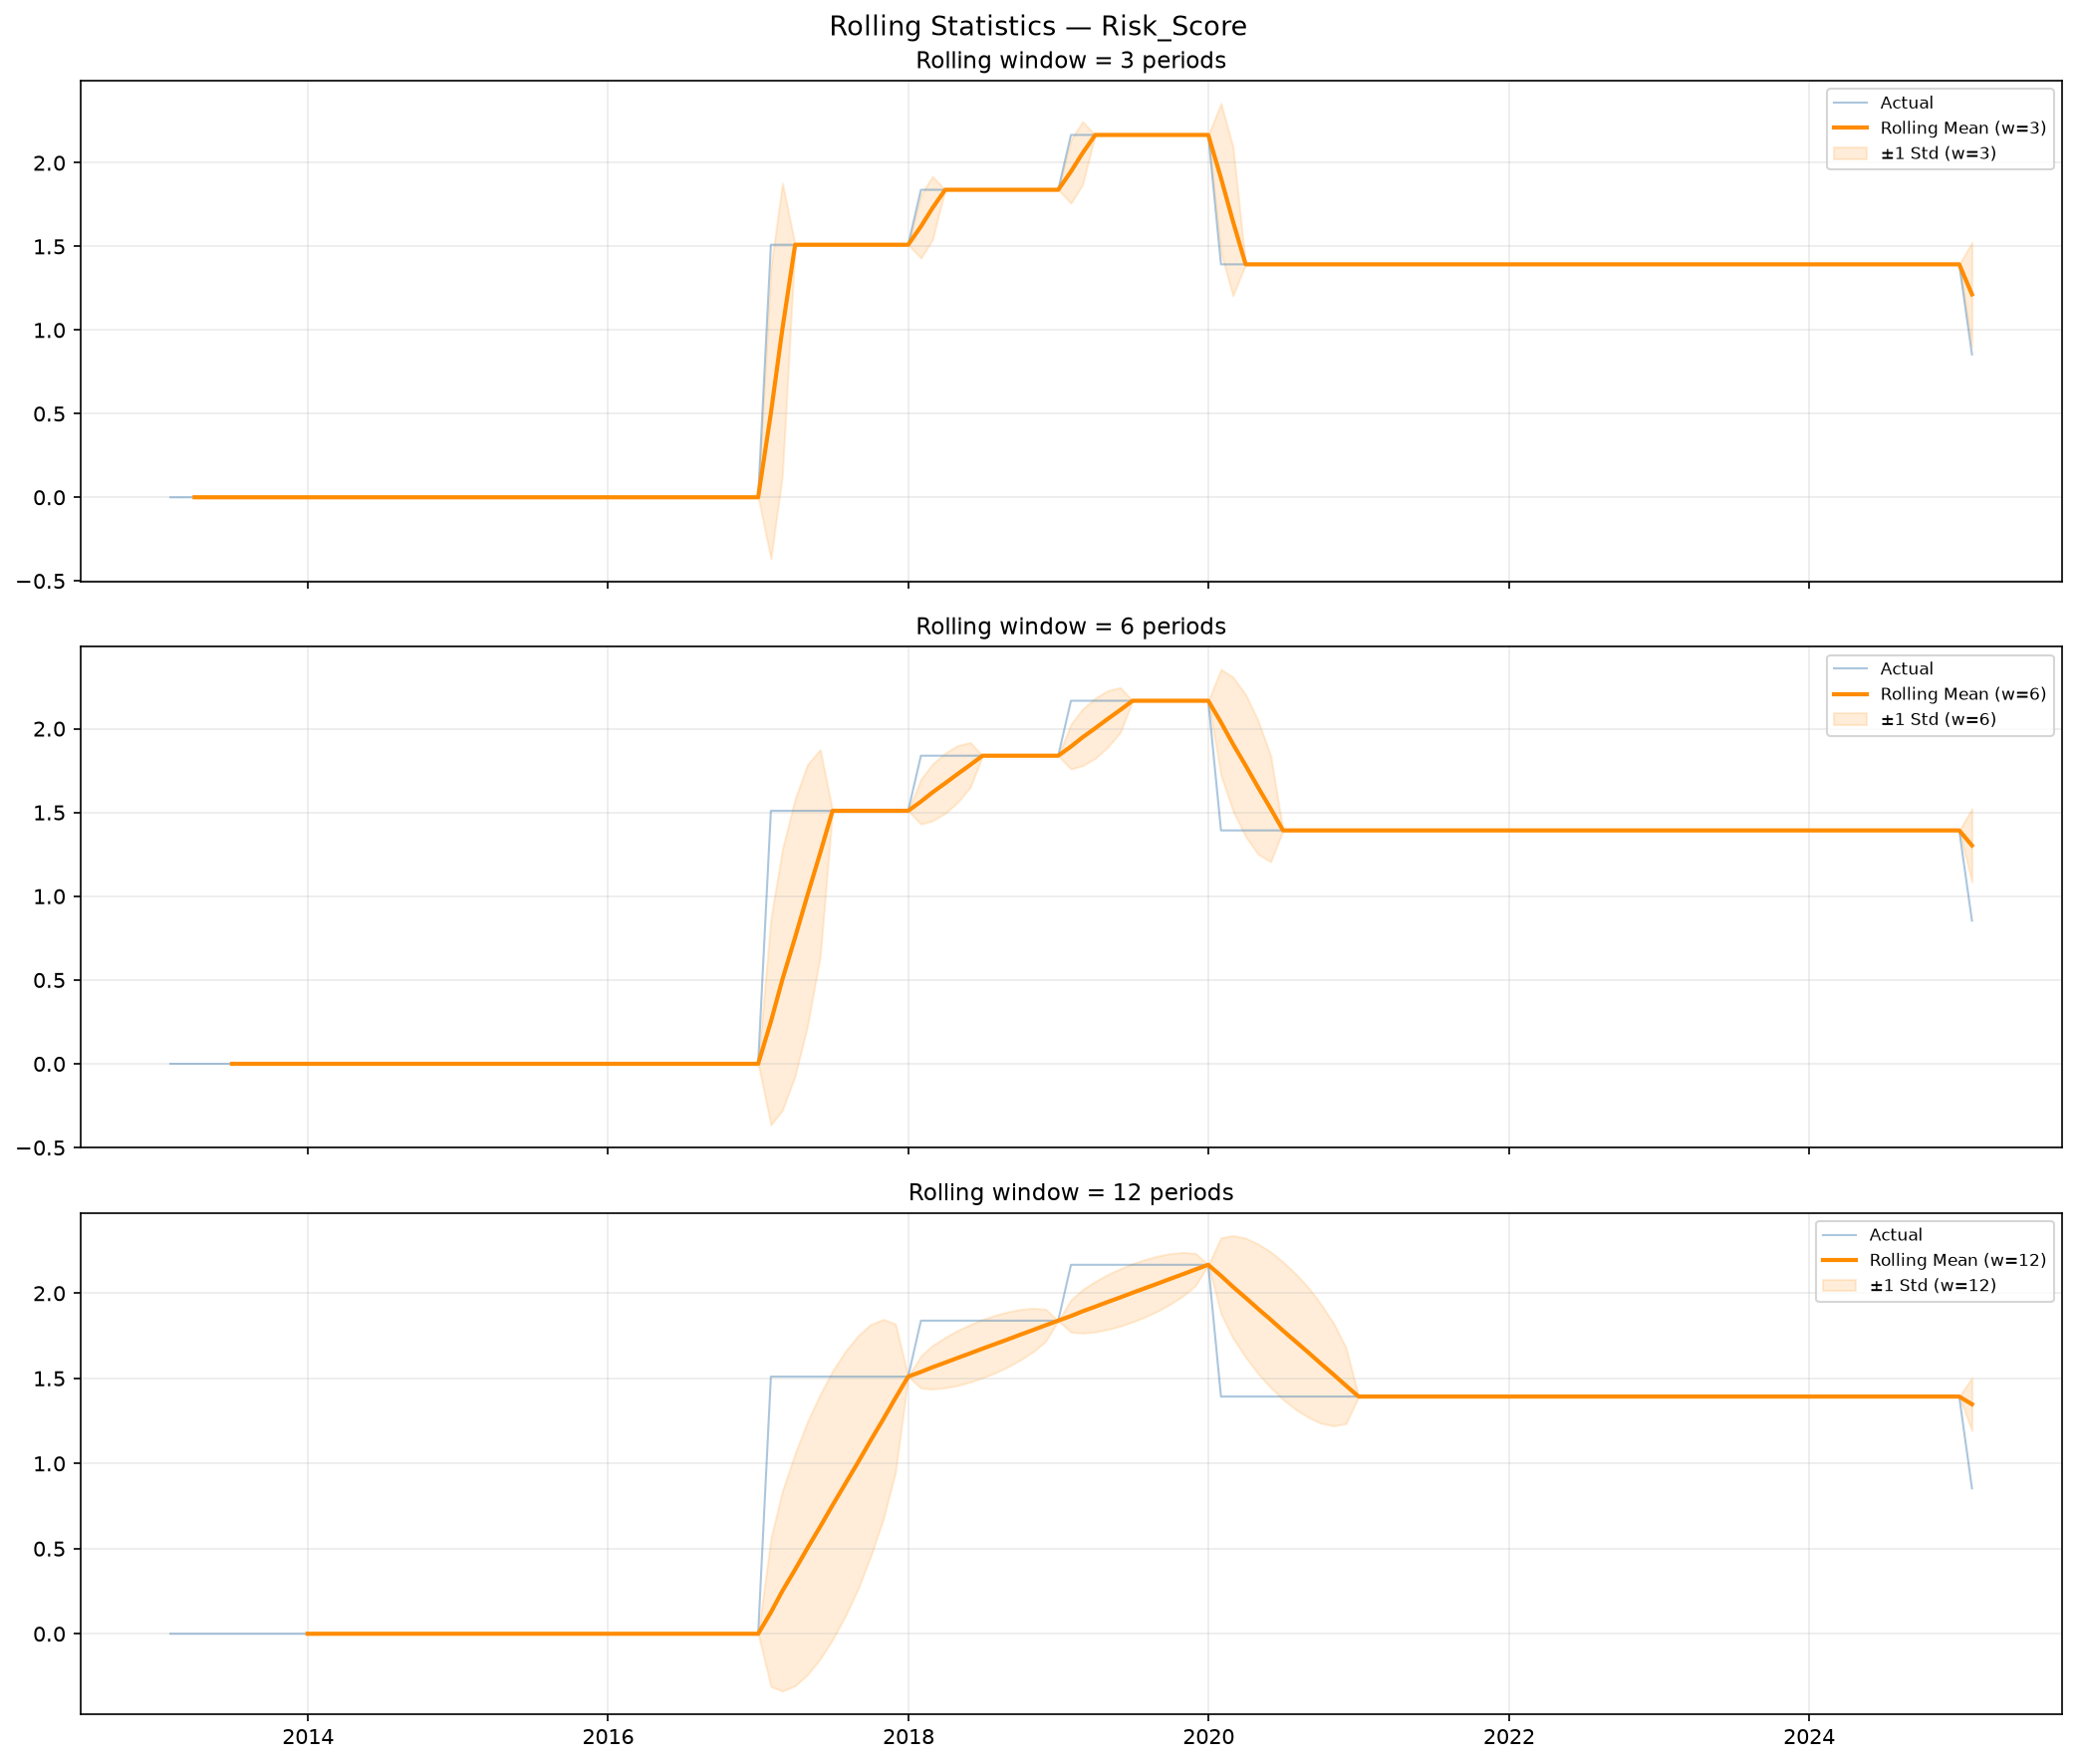 Rolling Statistics — Risk_Score
Rolling window = 3 periods
Actual
Rolling Mean (w=3)
±1 Std (w=3)
2.0
1.5
1.0
0.5
0.0
−0.5
Rolling window = 6 periods
Actual
Rolling Mean (w=6)
±1 Std (w=6)
2.0
1.5
1.0
0.5
0.0
−0.5
Rolling window = 12 periods
Actual
Rolling Mean (w=12)
±1 Std (w=12)
2.0
1.5
1.0
0.5
0.0
2014 2016 2018 2020 2022 2024